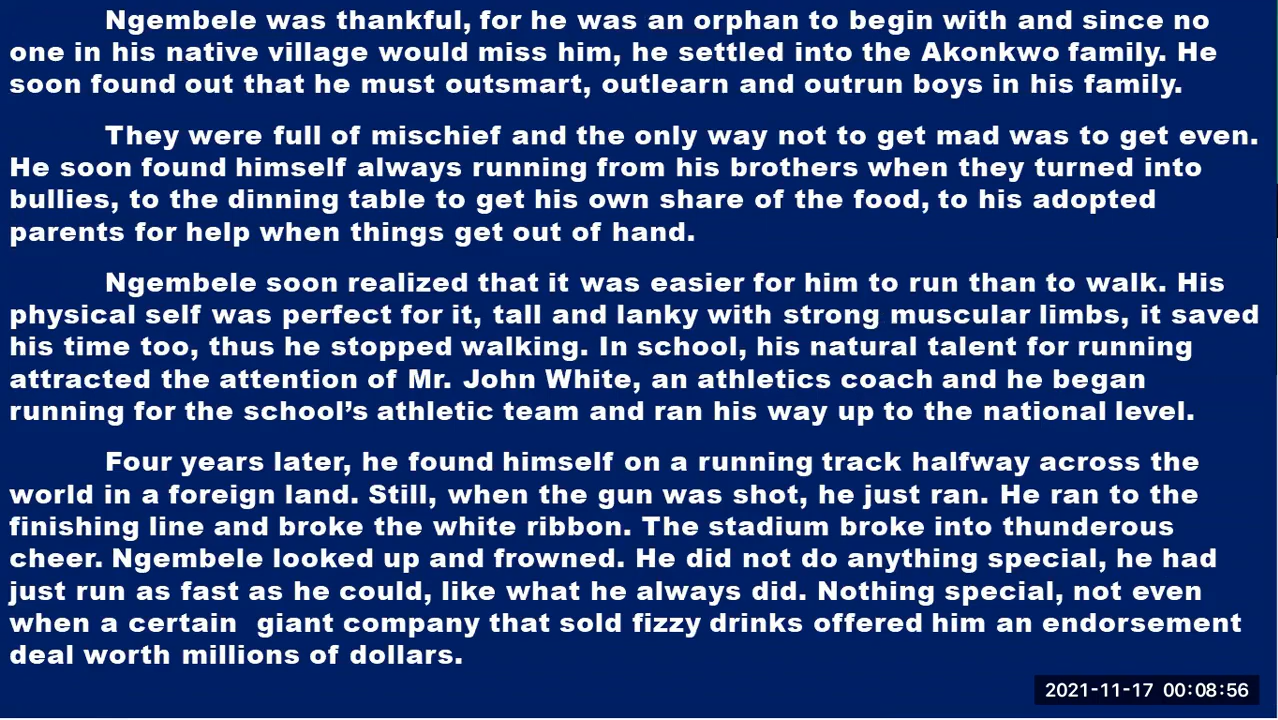 Ngembele was thankful, for he was an orphan to begin with and since no
one in his native village would miss him, he settled into the Akonkwo family. He
soon found out that he must outsmart, outlearn and outrun boys in his family.
They were full of mischief and the only way not to get mad was to get even.
He soon found himself always running from his brothers when they turned into
bullies, to the dinning table to get his own share of the food, to his adopted
parents for help when things get out of hand.
Ngembele soon realized that it was easier for him to run than to walk. His
physical self was perfect for it, tall and lanky with strong muscular limbs, it saved
his time too, thus he stopped walking. In school, his natural talent for running
attracted the attention of Mr. John White, an athletics coach and he began
running for the school’s athletic team and ran his way up to the national level.
Four years later, he found himself on a running track halfway across the
world in a foreign land. Still, when the gun was shot, he just ran. He ran to the
finishing line and broke the white ribbon. The stadium broke into thunderous
cheer. Ngembele looked up and frowned. He did not do anything special, he had
just run as fast as he could, like what he always did. Nothing special, not even
when a certain giant company that sold fizzy drinks offered him an endorsement
deal worth millions of dollars.
2021-11-17 00:08:56